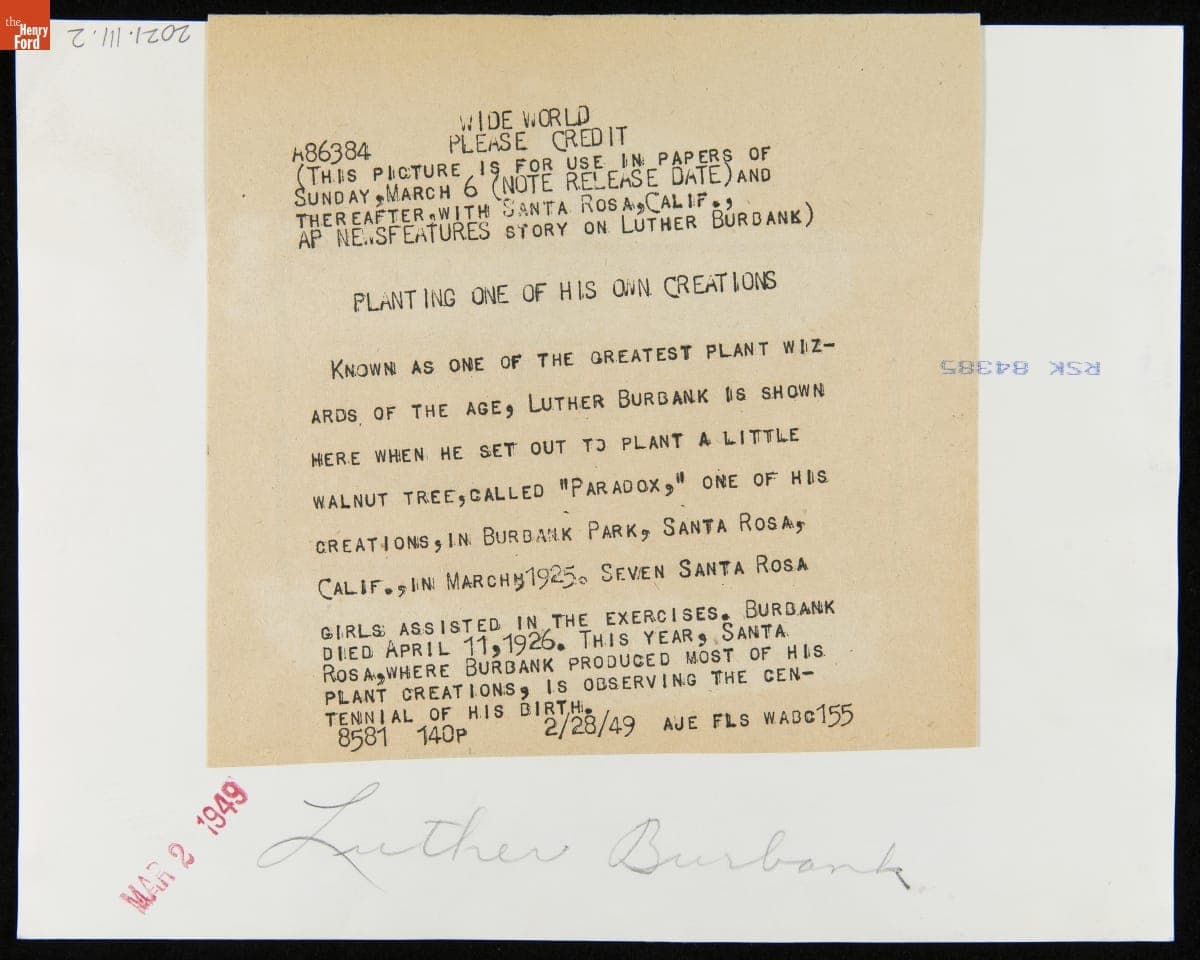 the
Henry
Ford
2021.111.2
WIDE WORLD
A86384 PLEASE CREDIT
(THIS PICTURE IS FOR USE IN PAPERS OF
SUNDAY, MARCH 6 (NOTE RELEASE DATE) AND
THEREAFTER, WITH SANTA ROSA, CALIF.,
AP NEWSFEATURES STORY ON LUTHER BURBANK)
PLANTING ONE OF HIS OWN CREATIONS
KNOWN AS ONE OF THE GREATEST PLANT WIZ-
ARDS OF THE AGE, LUTHER BURBANK IS SHOWN
HERE WHEN HE SET OUT TO PLANT A LITTLE
WALNUT TREE, CALLED "PARADOX," ONE OF HIS
CREATIONS, IN BURBANK PARK, SANTA ROSA,
CALIF., IN MARCH, 1925. SEVEN SANTA ROSA
GIRLS ASSISTED IN THE EXERCISES. BURBANK
DIED APRIL 11, 1926. THIS YEAR, SANTA
ROSA, WHERE BURBANK PRODUCED MOST OF HIS
PLANT CREATIONS, IS OBSERVING THE CEN-
TENNIAL OF HIS BIRTH.
8581 140P 2/28/49 AJE FLS WABC155
RSK 84385
MAR 2 1949
Luther Burbank